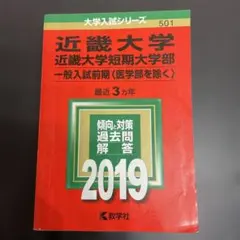 大学入試シリーズ
501
近畿大学
近畿大学短期大学部
一般入試前期〈医学部を除く〉
最近3カ年
傾向と対策
過去問
解答
2019
教学社